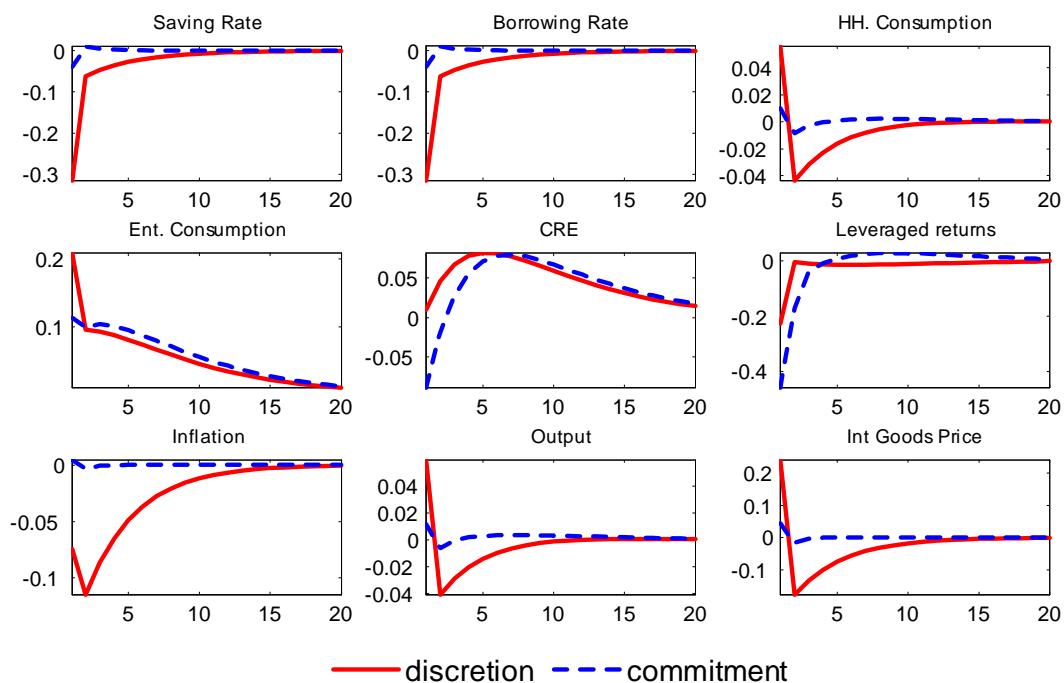 Saving Rate
0
-0.1
-0.2
-0.3
5 10 15 20
Borrowing Rate
0
-0.1
-0.2
-0.3
5 10 15 20
HH. Consumption
0.04
0.02
0
-0.02
-0.04
5 10 15 20
Ent. Consumption
0.2
0.1
5 10 15 20
CRE
0.05
0
-0.05
5 10 15 20
Leveraged returns
0
-0.2
-0.4
5 10 15 20
Inflation
0
-0.05
-0.1
5 10 15 20
Output
0.04
0.02
0
-0.02
-0.04
5 10 15 20
Int Goods Price
0.2
0.1
0
-0.1
5 10 15 20
discretion commitment